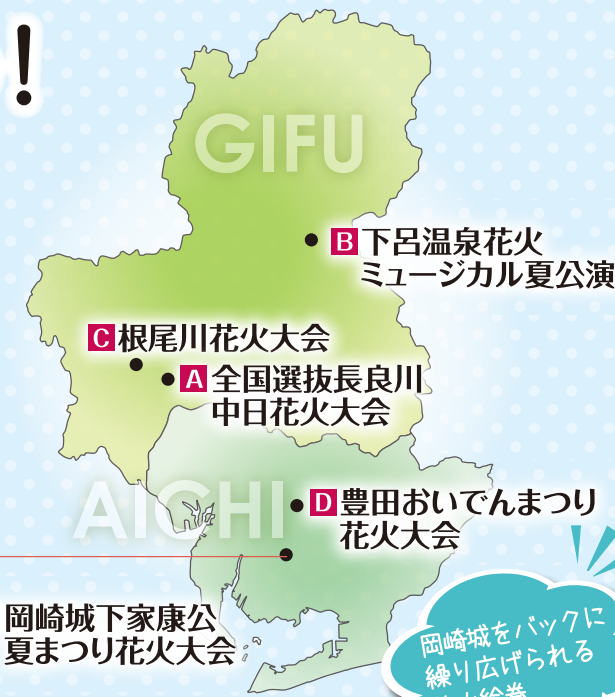 !
GIFU
B 下呂温泉花火
ミュージカル夏公演
C 根尾川花火大会
A 全国選抜長良川
中日花火大会
AICHI
D 豊田おいでんまつり
花火大会
岡崎城下家康公
夏まつり花火大会
岡崎城をバックに
繰り広げられる